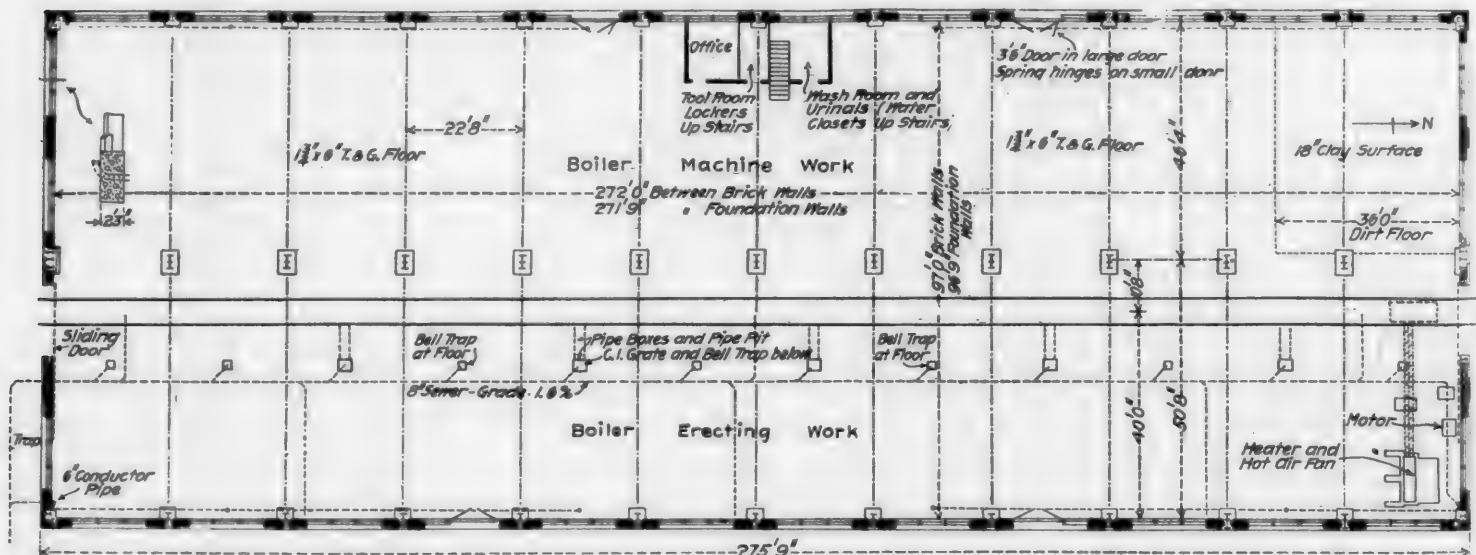 Office
3'6" Door in large door
Spring hinges on small door
Tool Room
Lockers
Up Stairs
Wash Room and
Urinals (Water
Closets Up Stairs)
22'8"
1¾" x 6" T. & G. Floor
1¾" x 6" T. & G. Floor
46'4"
N
18" Clay Surface
Boiler Machine Work
272'0" Between Brick Walls
271'9" " Foundation Walls
97'0" Brick Walls
96'9" Foundation
Walls
23'
36'0"
Dirt Floor
Sliding
Door
Bell Trap
at Floor
Pipe Boxes and Pipe Pit
C.I. Grate and Bell Trap below
Bell Trap
at Floor
8" Sewer-Grade-1.6%
Boiler Erecting Work
40'0"
50'8"
Motor
Trap
Heater and
Hot Air Fan
6" Conductor
Pipe
275'9"